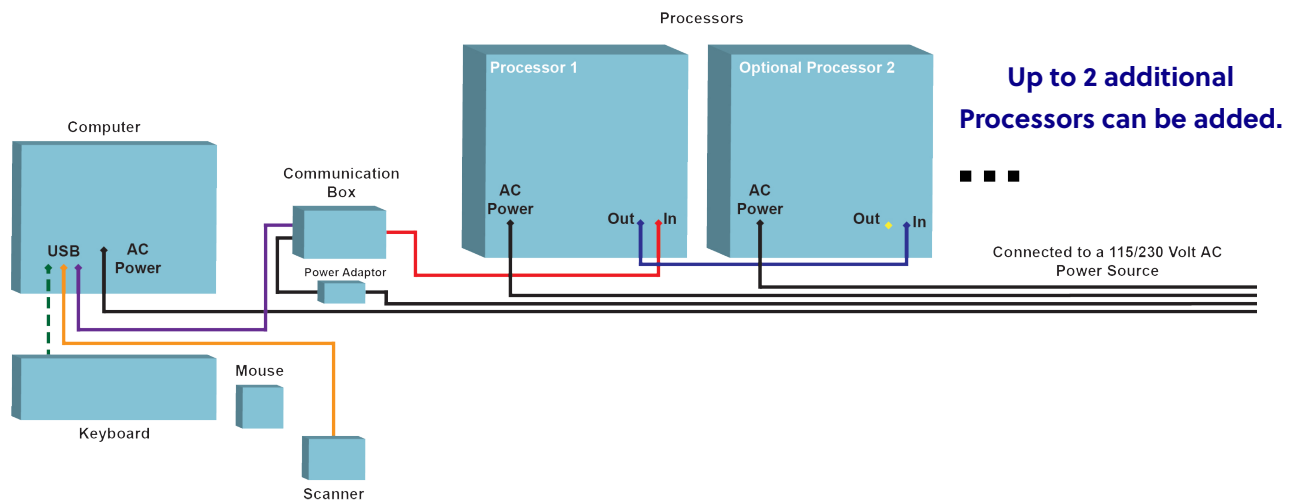 Processors
Processor 1
Optional Processor 2
Up to 2 additional
Processors can be added.
Computer
Communication
Box
AC
Power
Out
In
AC
Power
Out
In
USB
AC
Power
Power Adaptor
Connected to a 115/230 Volt AC
Power Source
Mouse
Keyboard
Scanner